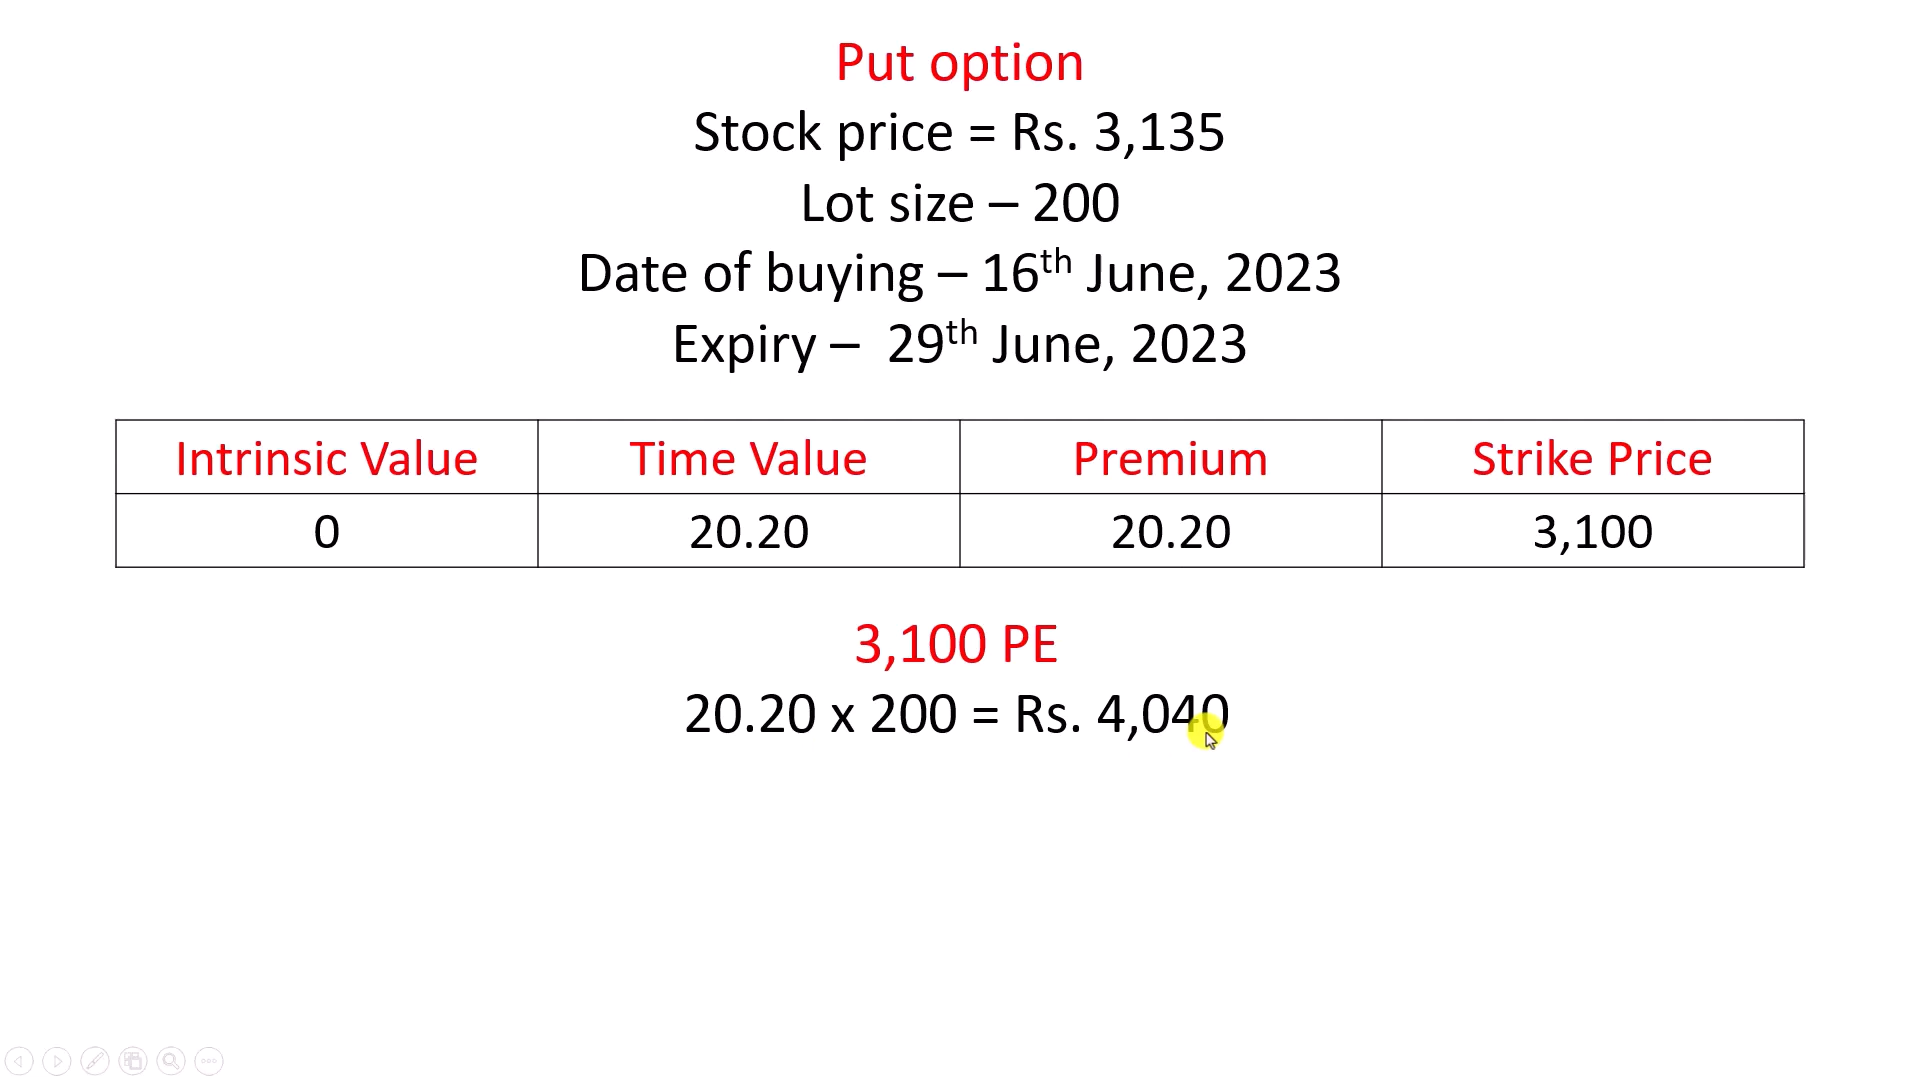 Put option
Stock price = Rs. 3,135
Lot size – 200
Date of buying – 16th June, 2023
Expiry – 29th June, 2023
Intrinsic Value Time Value Premium Strike Price
0 20.20 20.20 3,100
3,100 PE
20.20 x 200 = Rs. 4,040